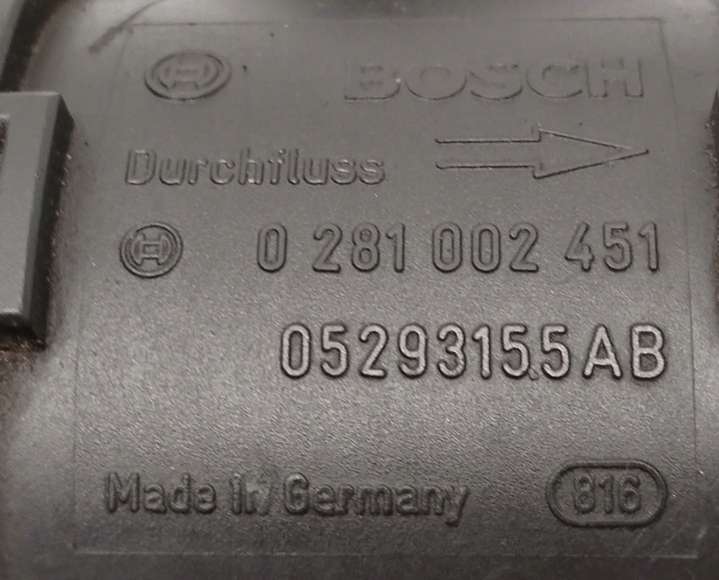 BOSCH
Durchfluss
0 281 002 451
05293155AB
Made in Germany 816